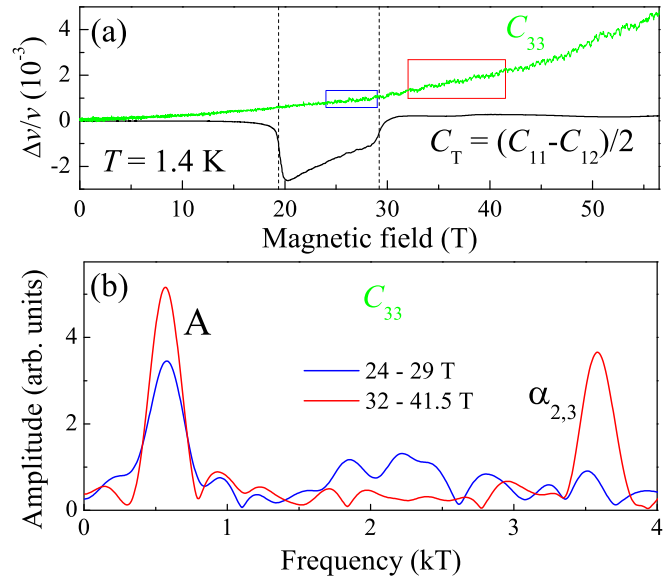 (a)
C33
Δv/v (10-3)
4
2
0
-2
T = 1.4 K
CT = (C11-C12)/2
0 10 20 30 40 50
Magnetic field (T)
(b)
C33
A
24 - 29 T
32 - 41.5 T
α2,3
Amplitude (arb. units)
4
2
0
0 1 2 3 4
Frequency (kT)